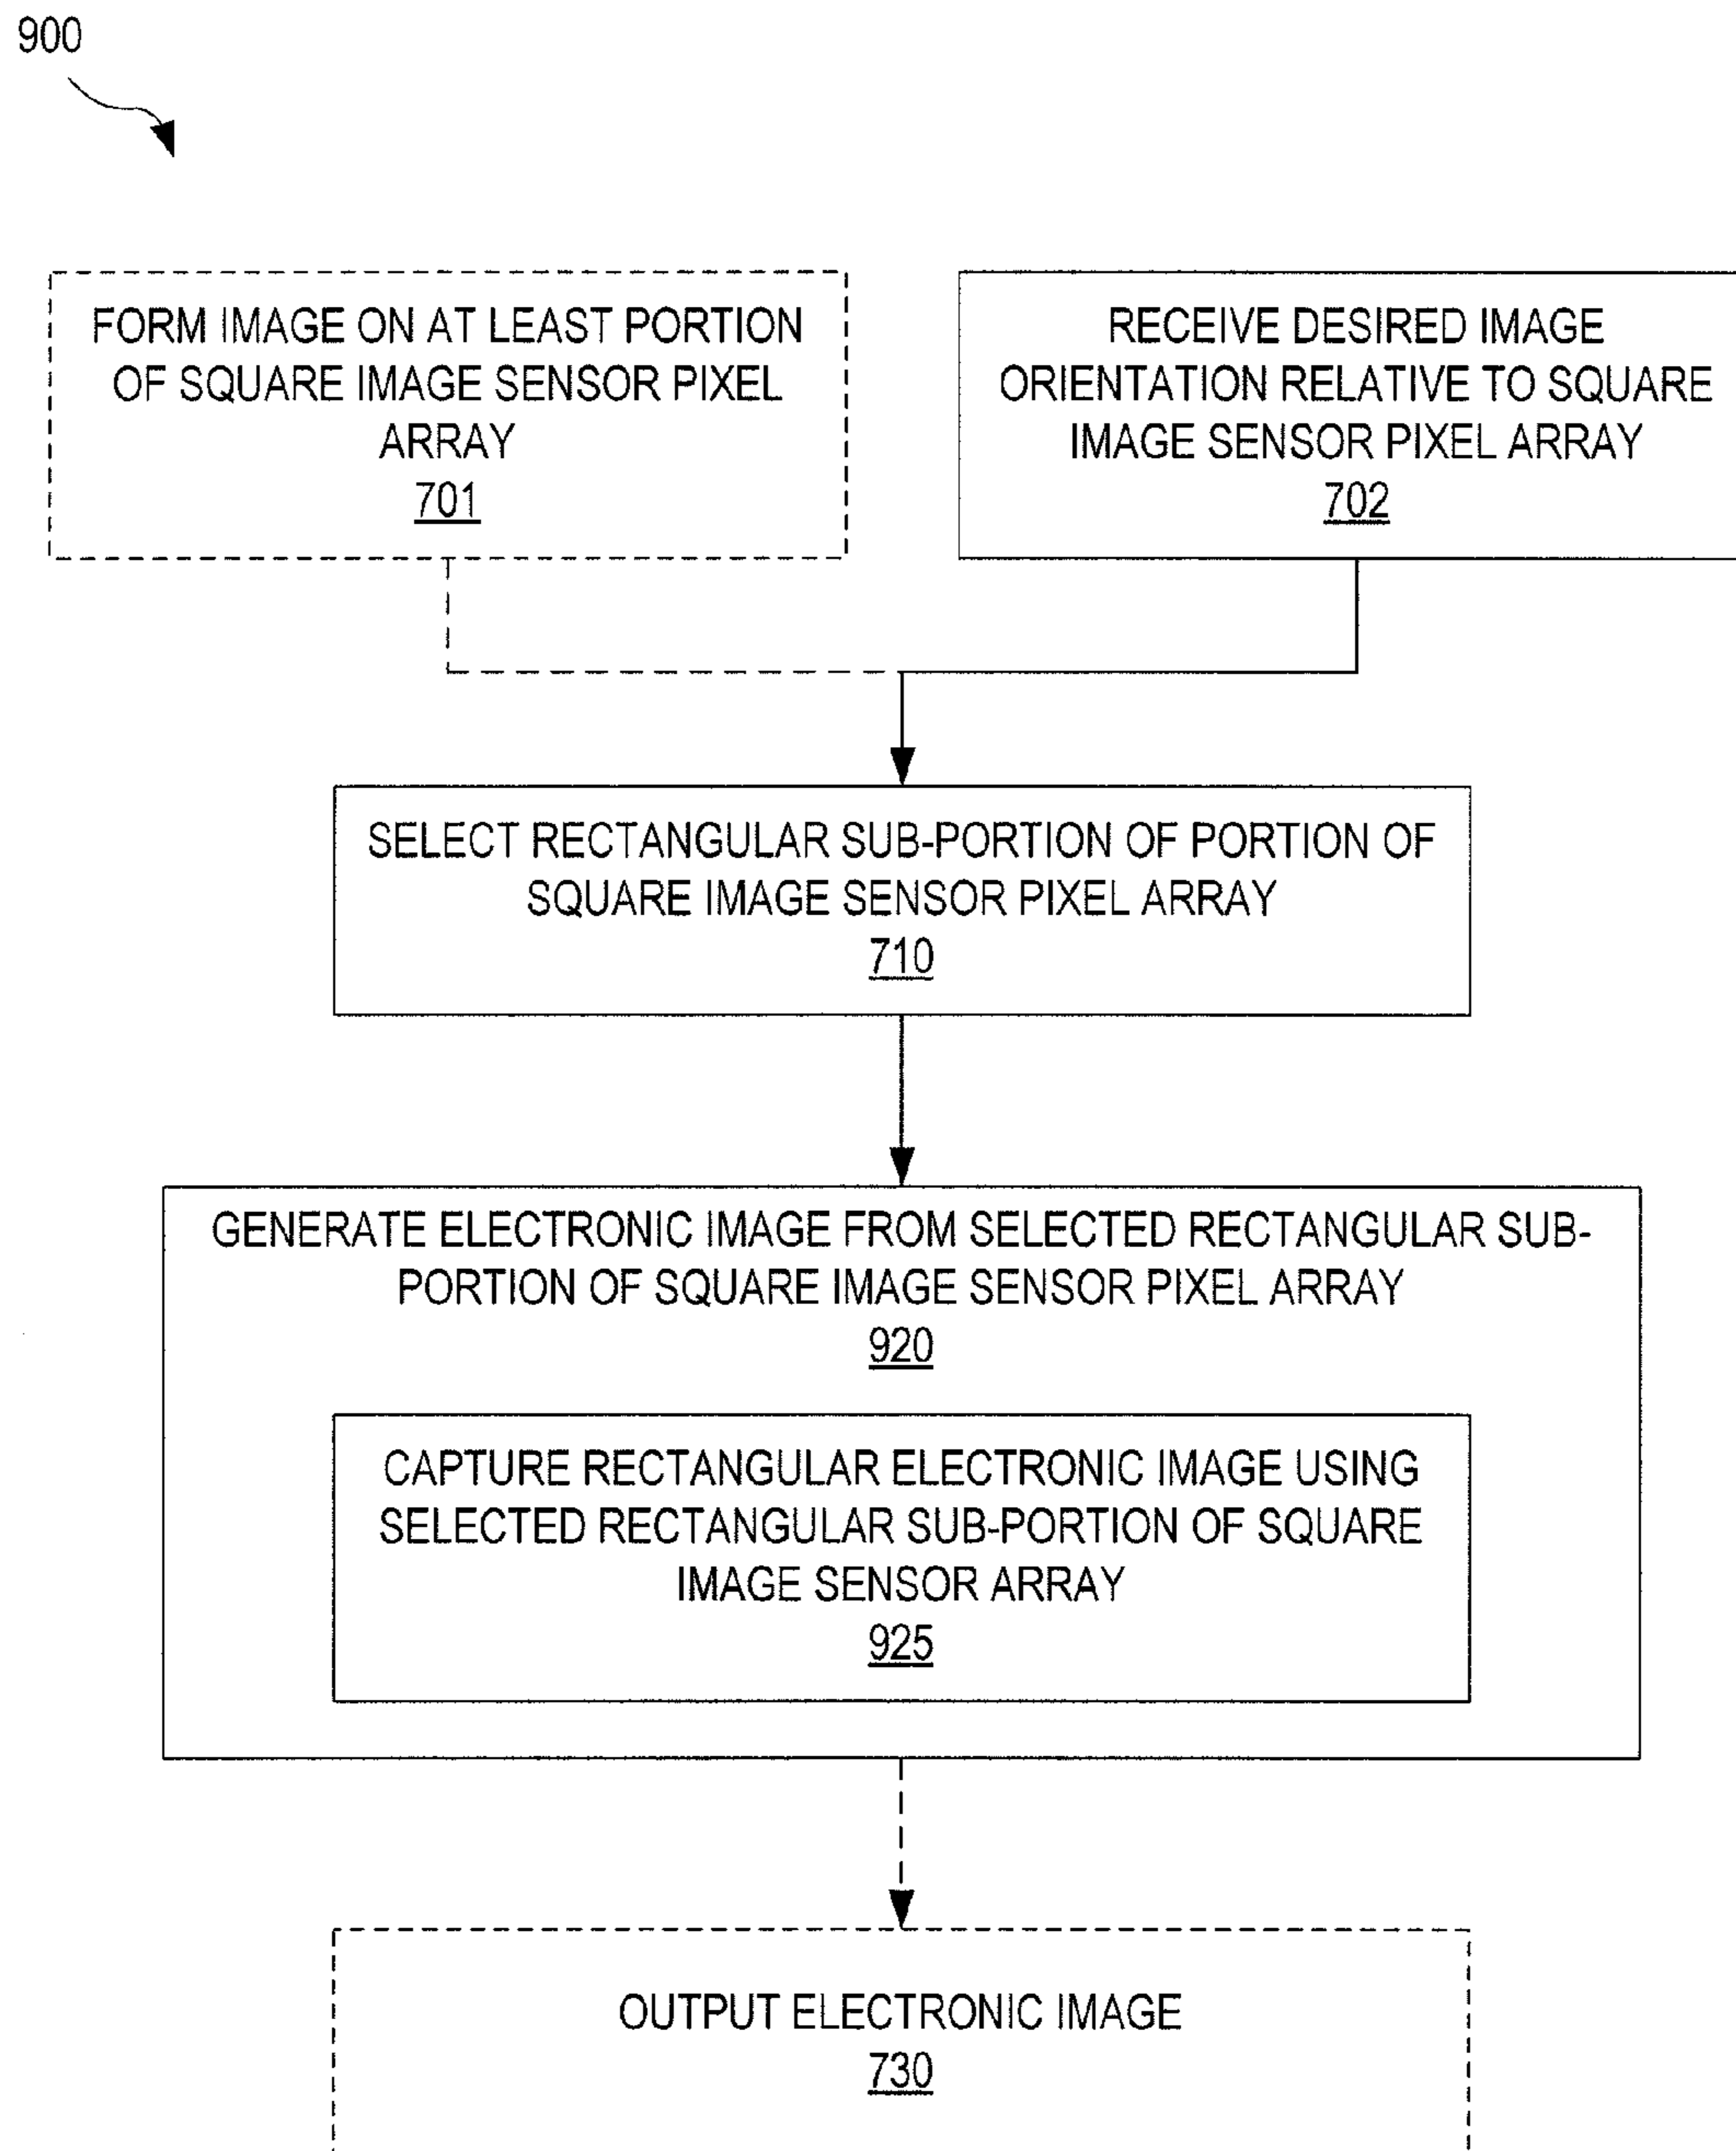 900
FORM IMAGE ON AT LEAST PORTION
OF SQUARE IMAGE SENSOR PIXEL
ARRAY
701
RECEIVE DESIRED IMAGE
ORIENTATION RELATIVE TO SQUARE
IMAGE SENSOR PIXEL ARRAY
702
SELECT RECTANGULAR SUB-PORTION OF PORTION OF
SQUARE IMAGE SENSOR PIXEL ARRAY
710
GENERATE ELECTRONIC IMAGE FROM SELECTED RECTANGULAR SUB-
PORTION OF SQUARE IMAGE SENSOR PIXEL ARRAY
920
CAPTURE RECTANGULAR ELECTRONIC IMAGE USING
SELECTED RECTANGULAR SUB-PORTION OF SQUARE
IMAGE SENSOR ARRAY
925
OUTPUT ELECTRONIC IMAGE
730